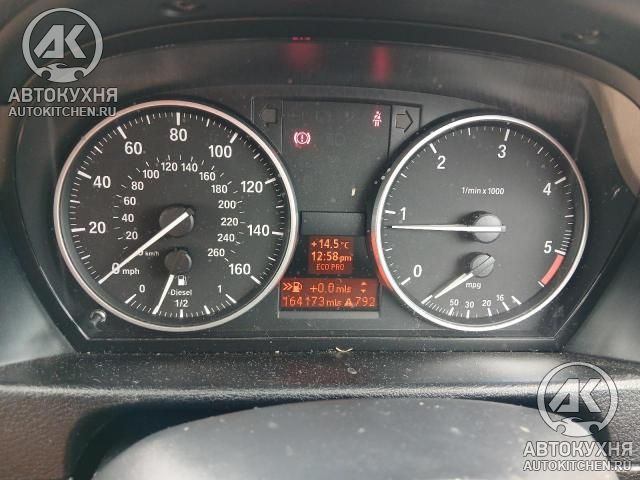 АК
АВТОКУХНЯ
AUTOKITCHEN.RU
0 20 40 60 80 100 120 140 160
20 40 60 80 100 120 140 160 180 200 220 240 260
mph
km/h
0 1/2 1
Diesel
+14.5°C
12:58pm
ECO PRO
+0.0mls
164173mls 792
0 1 2 3 4 5
1/min x 1000
mpg
50 30 20 16 1
АК
АВТОКУХНЯ
AUTOKITCHEN.RU